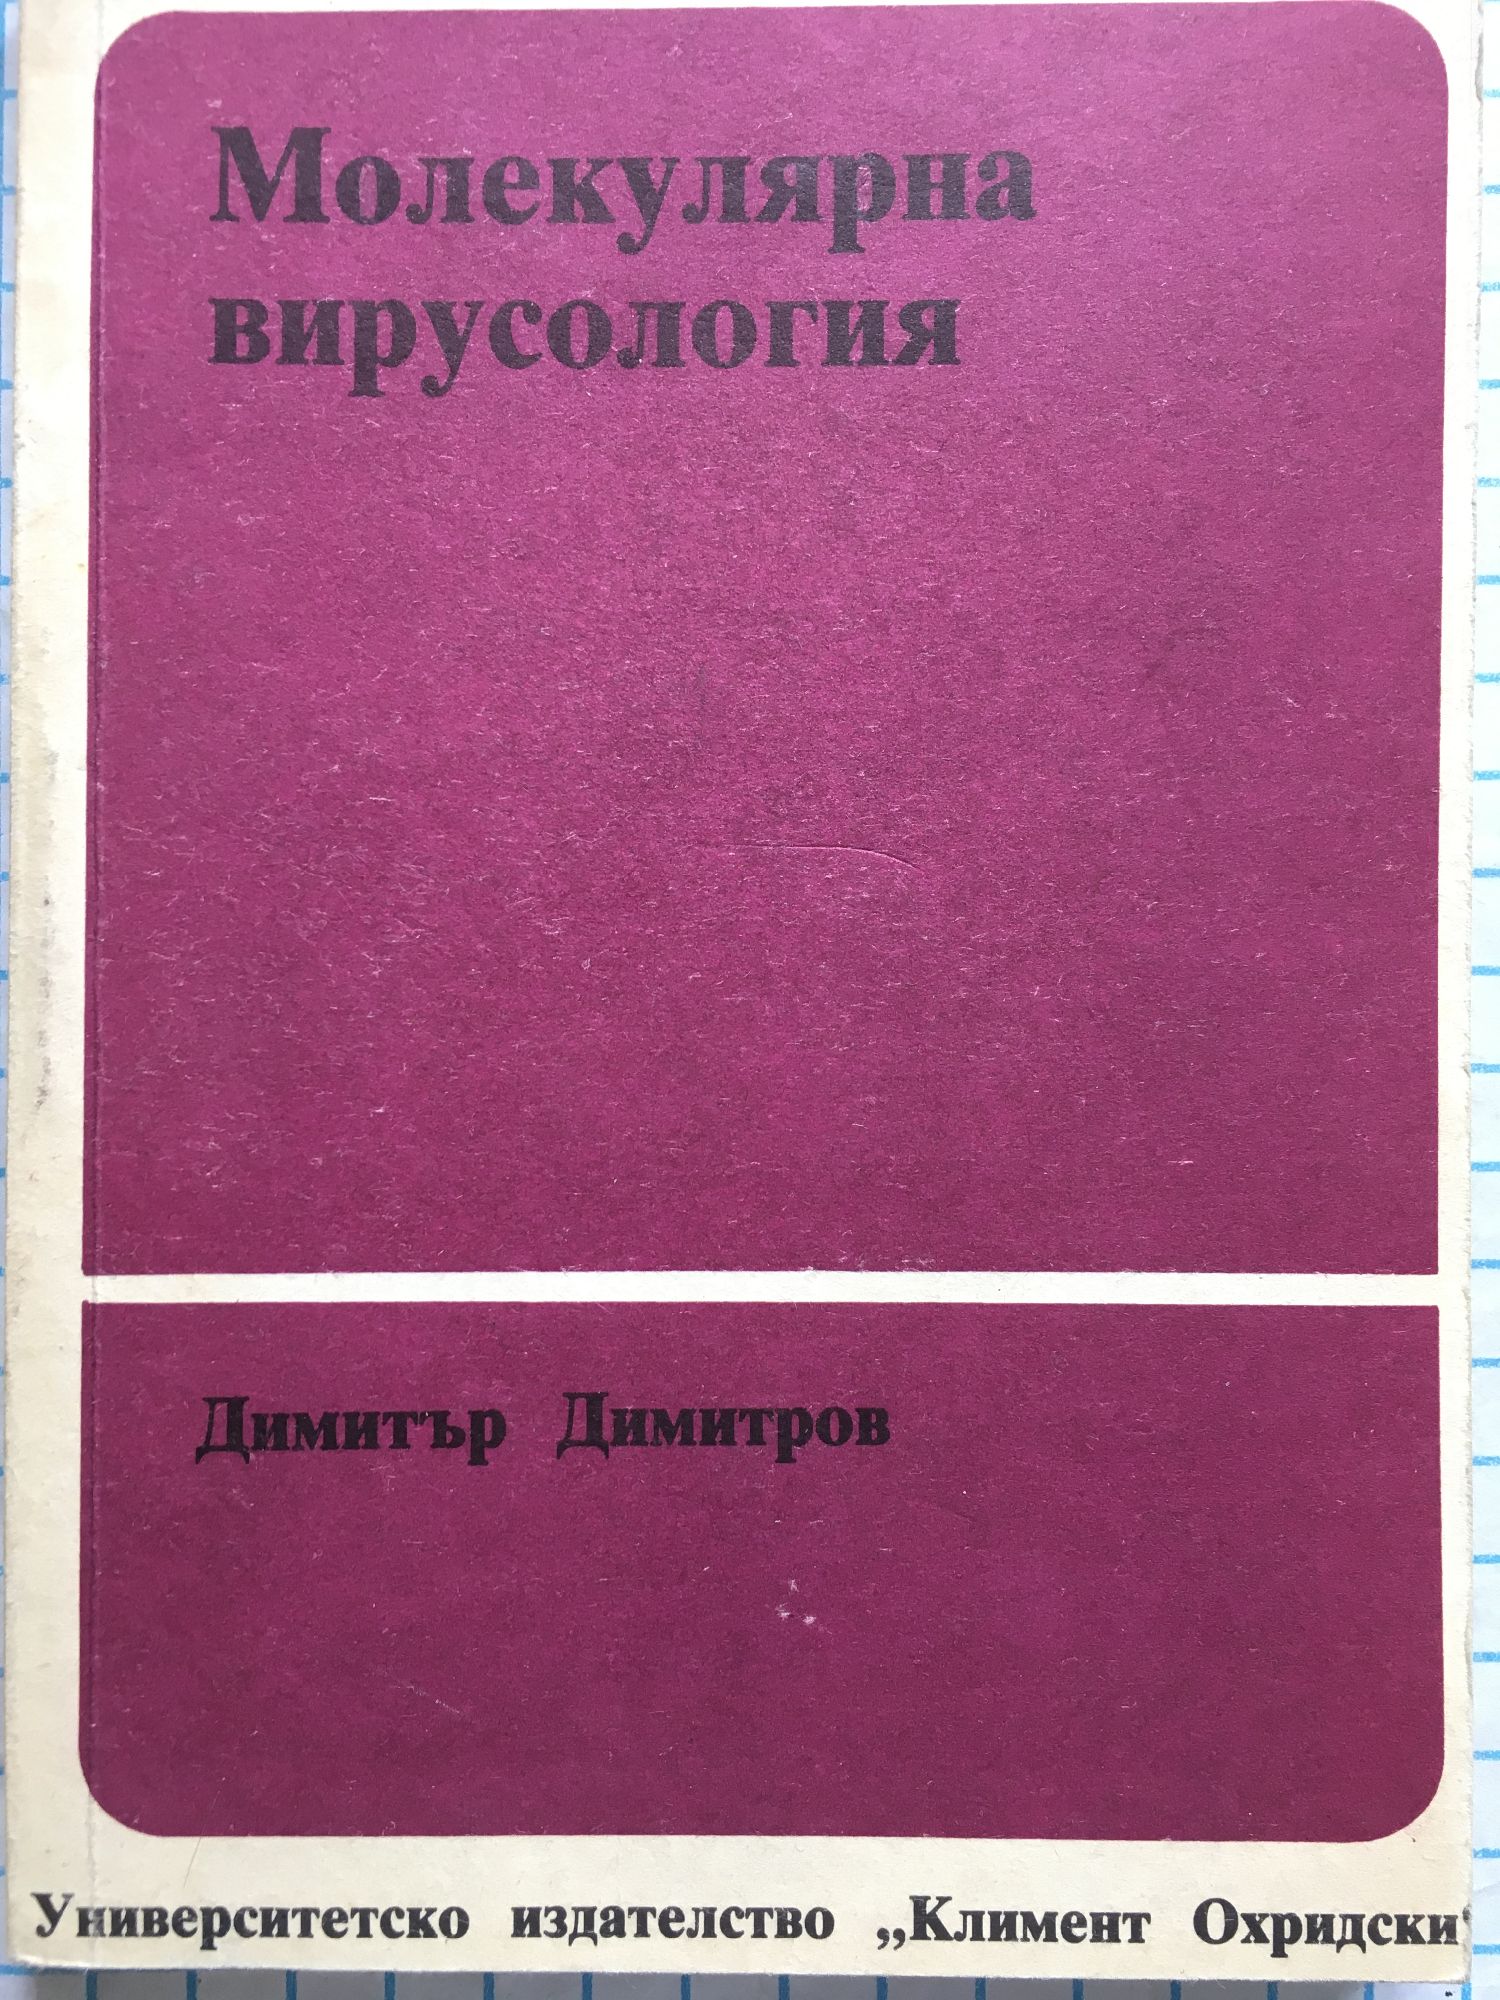 Молекулярна
вирусология
Димитър Димитров
Университетско издателство „Климент Охридски“